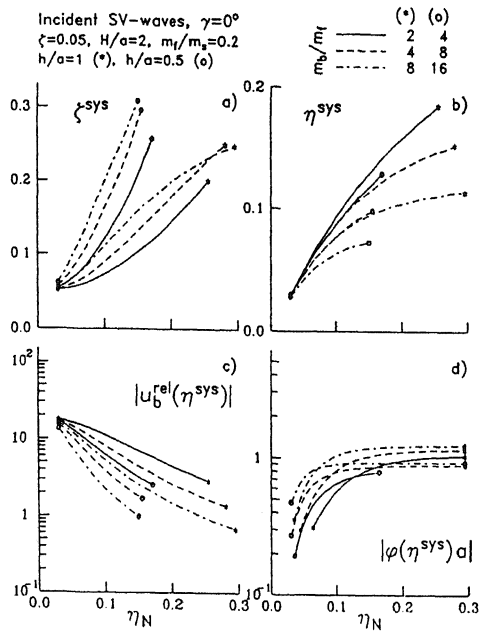 Incident SV-waves, γ=0°
ζ=0.05, H/a=2, m_f/m_s=0.2
h/a=1 (*), h/a=0.5 (o)
m_b/m_f
(*) (o)
2 4
4 8
8 16
ζ^sys a)
0.3
0.2
0.1
0.0
η^sys b)
0.2
0.1
0.0
c)
|u_b^rel(η^sys)|
10²
10
1
10⁻¹
0.0 0.1 0.2 0.3
η_N
d)
1
10⁻¹
|φ(η^sys)a|
0.0 0.1 0.2 0.3
η_N